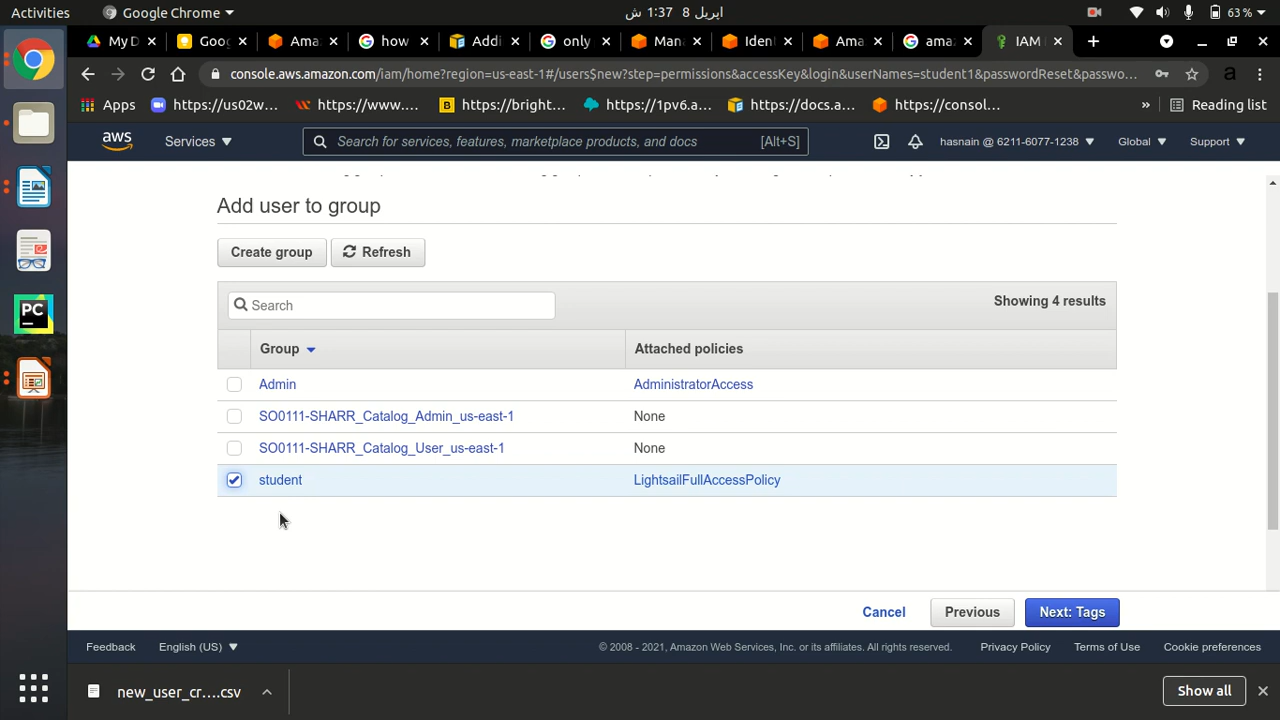 Activities
Google Chrome
اپریل 8 1:37 ش
63 %
My D
Goog
Ama
how
Addi
only
Man
Iden
Ama
ama
IAM
console.aws.amazon.com/iam/home?region=us-east-1#/users$new?step=permissions&accessKey&login&userNames=student1&passwordReset&passwo...
a
Apps
https://us02w...
https://www....
https://bright...
https://1pv6.a...
https://docs.a...
https://consol...
»
Reading list
aws
Services
Search for services, features, marketplace products, and docs
[Alt+S]
hasnain @ 6211-6077-1238
Global
Support
Add user to group
Create group
Refresh
Search
Showing 4 results
Group
Attached policies
Admin
AdministratorAccess
SO0111-SHARR_Catalog_Admin_us-east-1
None
SO0111-SHARR_Catalog_User_us-east-1
None
student
LightsailFullAccessPolicy
Cancel
Previous
Next: Tags
Feedback
English (US)
© 2008 - 2021, Amazon Web Services, Inc. or its affiliates. All rights reserved.
Privacy Policy
Terms of Use
Cookie preferences
PC
new_user_cr....csv
Show all